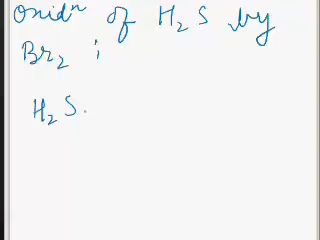 Oxidⁿ of H₂S by
Br₂ ;
H₂S.